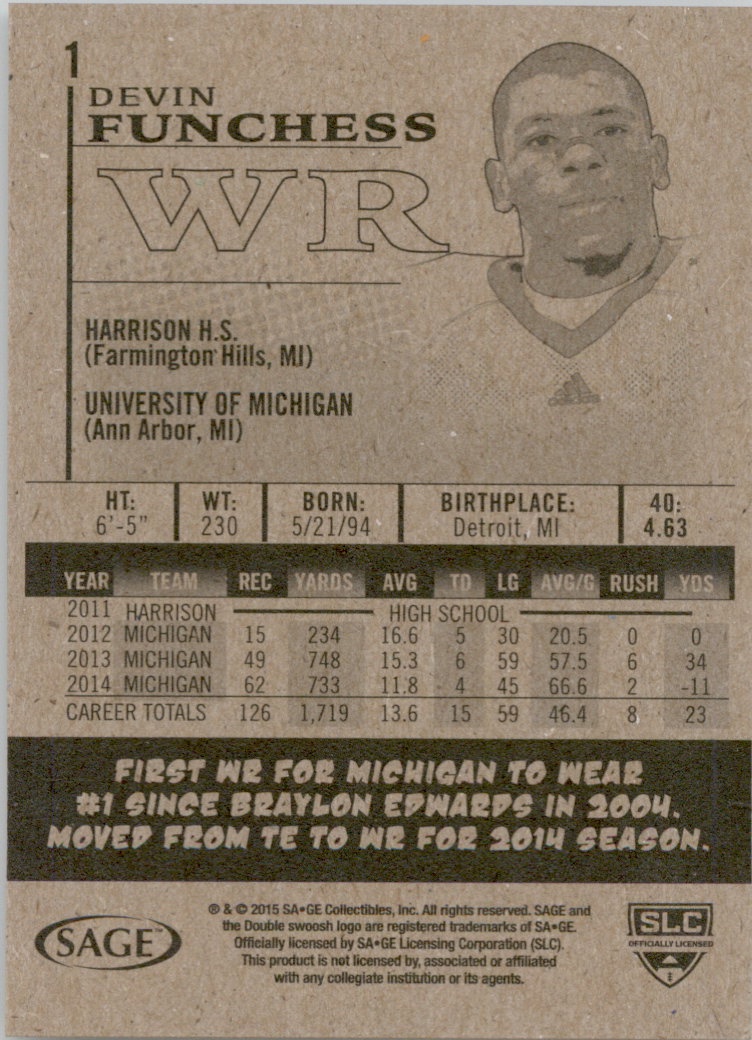 1
DEVIN
FUNCHESS
WR
HARRISON H.S.
(Farmington Hills, MI)
UNIVERSITY OF MICHIGAN
(Ann Arbor, MI)
HT: WT: BORN: BIRTHPLACE: 40:
6'-5" 230 5/21/94 Detroit, MI 4.63
YEAR TEAM REC YARDS AVG TD LG AVG/G RUSH YDS
2011 HARRISON HIGH SCHOOL
2012 MICHIGAN 15 234 16.6 5 30 20.5 0 0
2013 MICHIGAN 49 748 15.3 6 59 57.5 6 34
2014 MICHIGAN 62 733 11.8 4 45 66.6 2 -11
CAREER TOTALS 126 1,719 13.6 15 59 46.4 8 23
FIRST WR FOR MICHIGAN TO WEAR
#1 SINCE BRAYLON EDWARDS IN 2004.
MOVED FROM TE TO WR FOR 2014 SEASON.
® & © 2015 SA•GE Collectibles, Inc. All rights reserved. SAGE and
the Double swoosh logo are registered trademarks of SA•GE.
Officially licensed by SA•GE Licensing Corporation (SLC).
This product is not licensed by, associated or affiliated
with any collegiate institution or its agents.
SAGE™
SLC
OFFICIALLY LICENSED